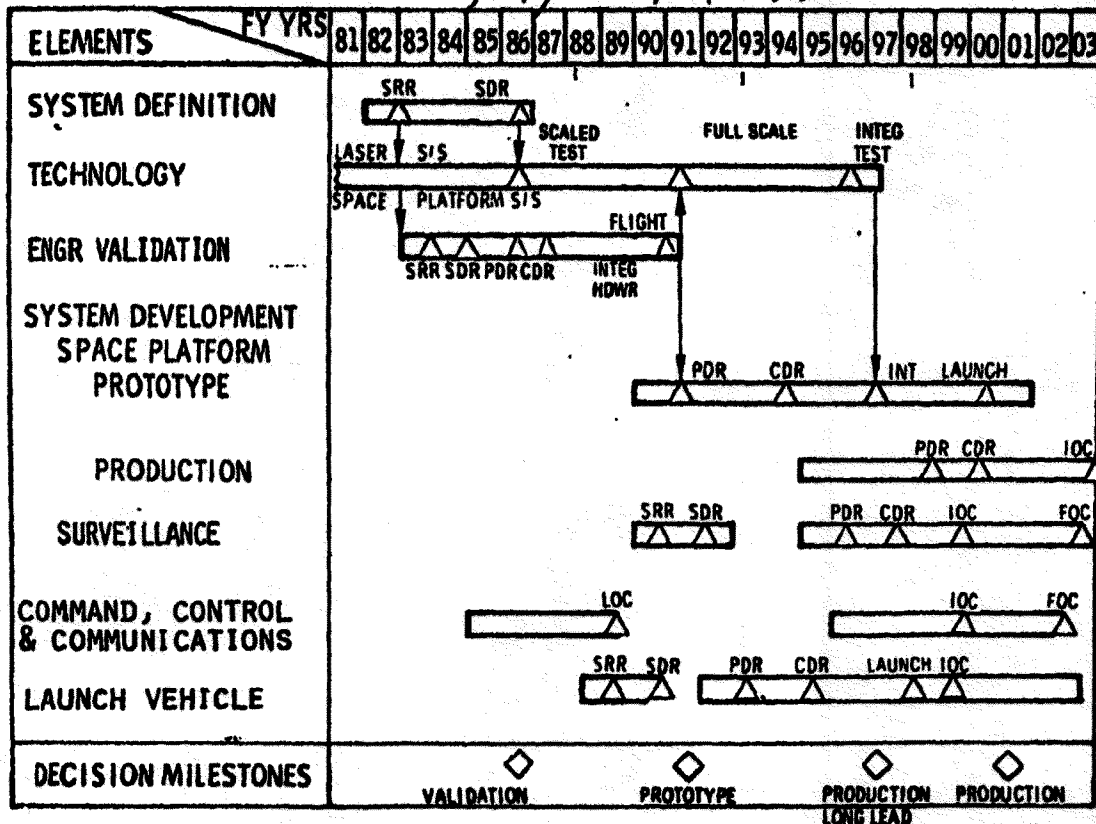 ELEMENTS FY YRS 81 82 83 84 85 86 87 88 89 90 91 92 93 94 95 96 97 98 99 00 01 02 03
SRR SDR
SYSTEM DEFINITION
SCALED TEST FULL SCALE INTEG TEST
LASER S/S
TECHNOLOGY
SPACE PLATFORM S/S
FLIGHT
ENGR VALIDATION
SRR SDR PDR CDR INTEG HDWR
SYSTEM DEVELOPMENT
SPACE PLATFORM
PROTOTYPE
PDR CDR INT LAUNCH
PRODUCTION
PDR CDR IOC
SURVEILLANCE
SRR SDR PDR CDR IOC FOC
COMMAND, CONTROL
& COMMUNICATIONS
LOC IOC FOC
LAUNCH VEHICLE
SRR SDR PDR CDR LAUNCH IOC
DECISION MILESTONES
VALIDATION PROTOTYPE PRODUCTION LONG LEAD PRODUCTION